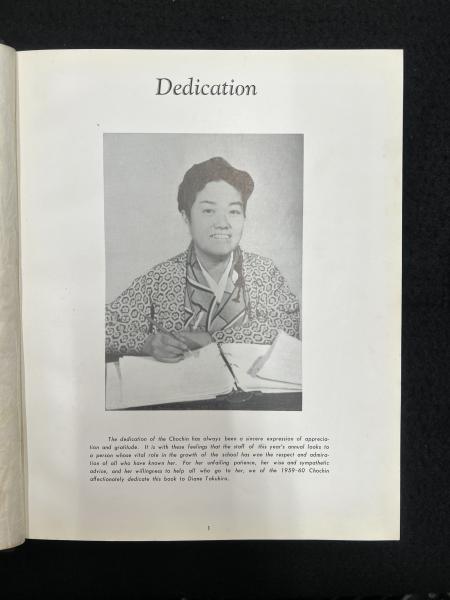 Dedication
The dedication of the Chochin has always been a sincere expression of apprecia-
tion and gratitude. It is with these feelings that the staff of this year's annual looks to
a person whose vital role in the growth of the school has won the respect and admira-
tion of all who have known her. For her unfailing patience, her wise and sympathetic
advice, and her willingness to help all who go to her, we of the 1959-60 Chochin
affectionately dedicate this book to Diane Tokuhiro.
1